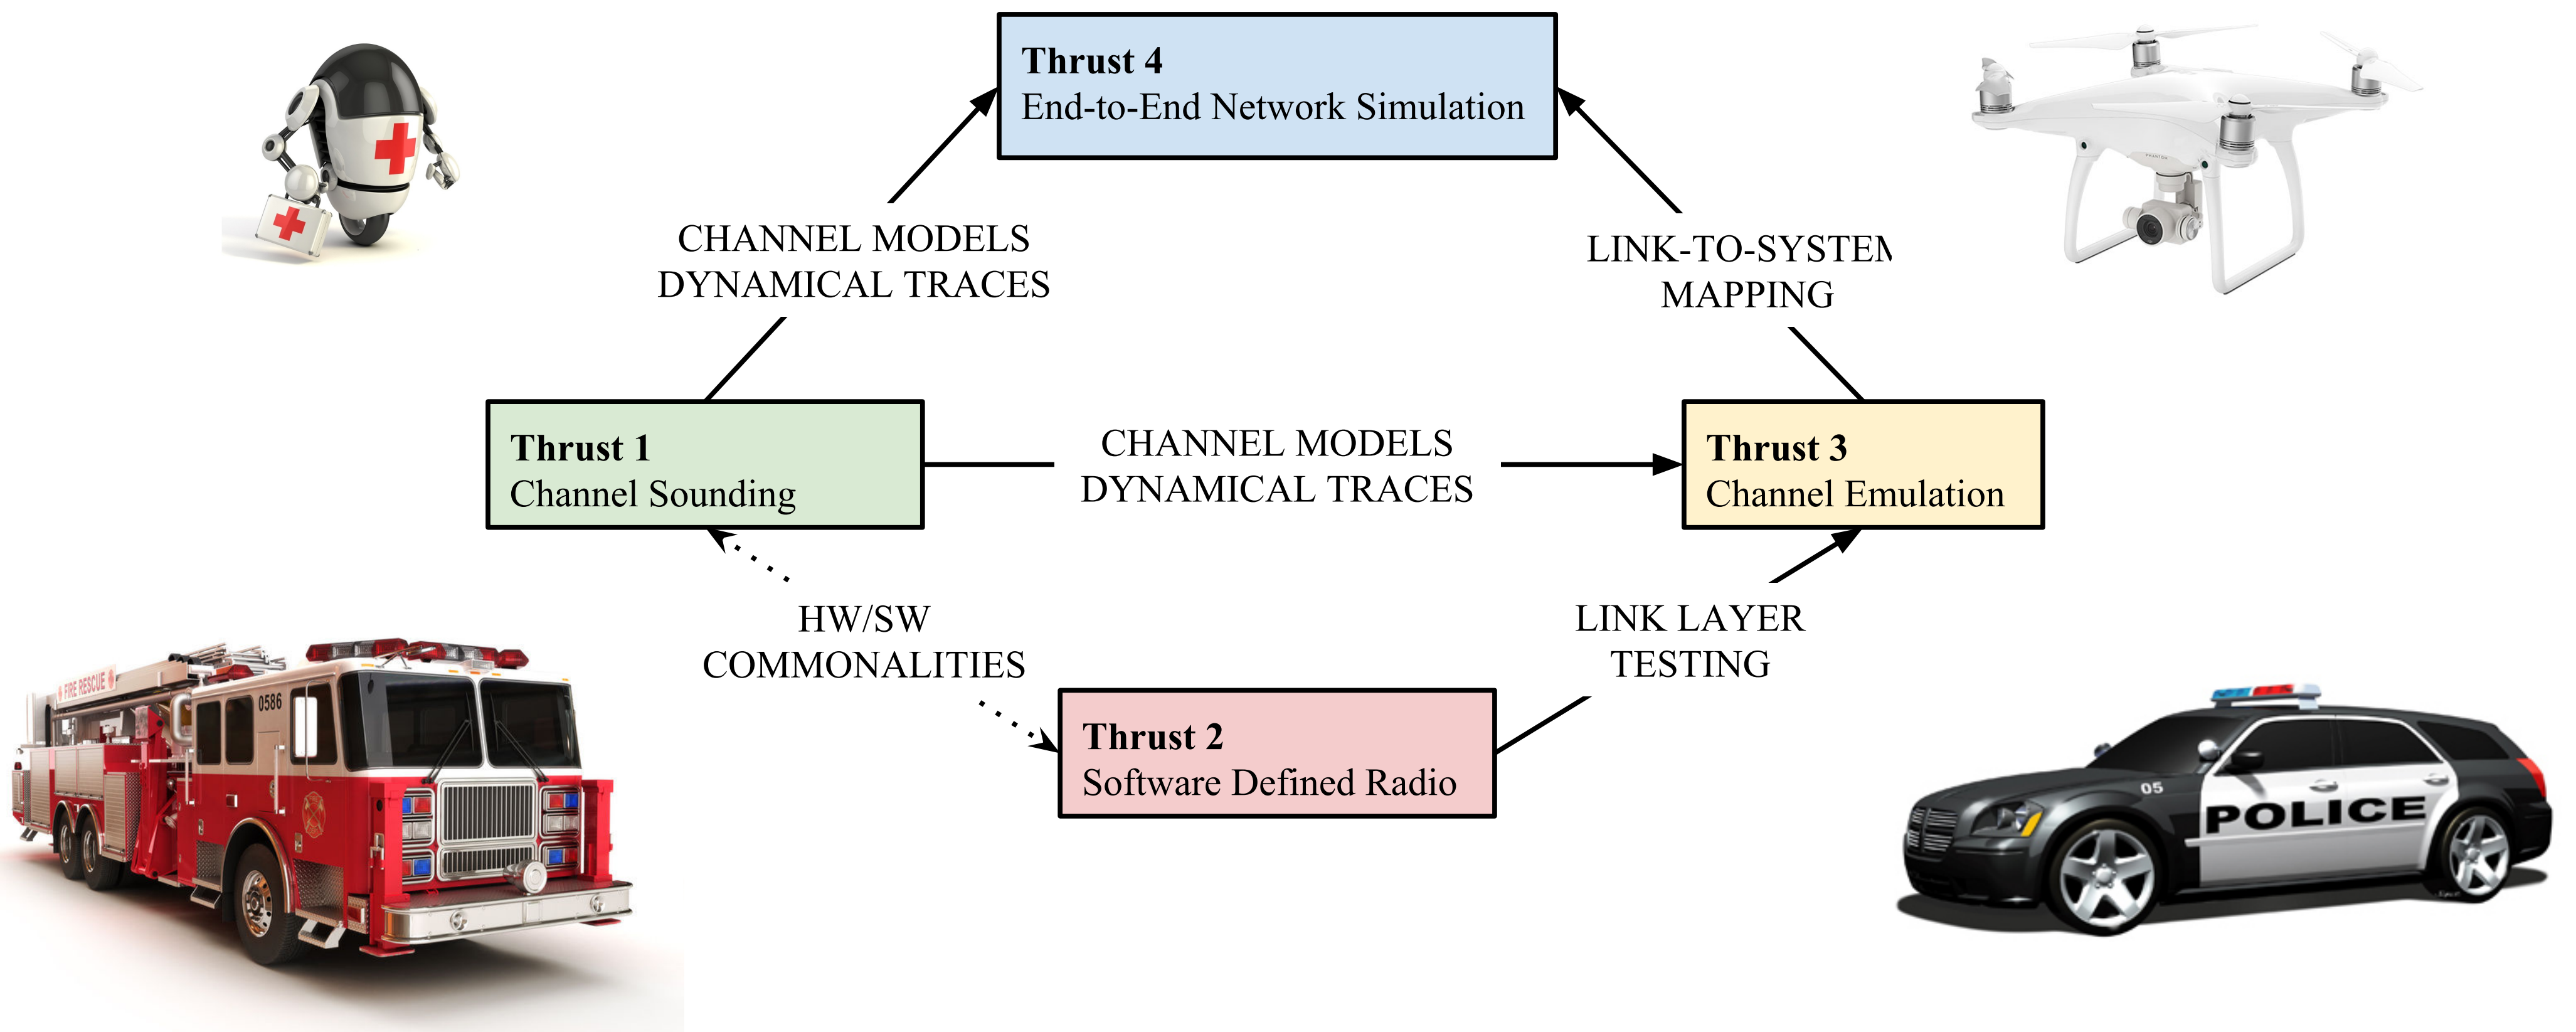 Thrust 4
End-to-End Network Simulation
CHANNEL MODELS
DYNAMICAL TRACES
LINK-TO-SYSTEM
MAPPING
Thrust 1
Channel Sounding
CHANNEL MODELS
DYNAMICAL TRACES
Thrust 3
Channel Emulation
HW/SW
COMMONALITIES
LINK LAYER
TESTING
Thrust 2
Software Defined Radio
FIRE RESCUE
0586
05
POLICE